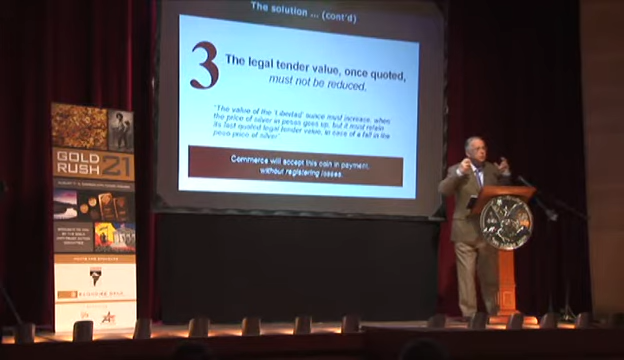 The solution ... (cont'd)
3
The legal tender value, once quoted,
must not be reduced.
"The value of the 'Libertad' ounce must increase, when
the price of silver in pesos goes up, but it must retain
its last quoted legal tender value, in case of a fall in the
peso price of silver"
Commerce will accept this coin in payment,
without registering losses.
GOLD
RUSH 21